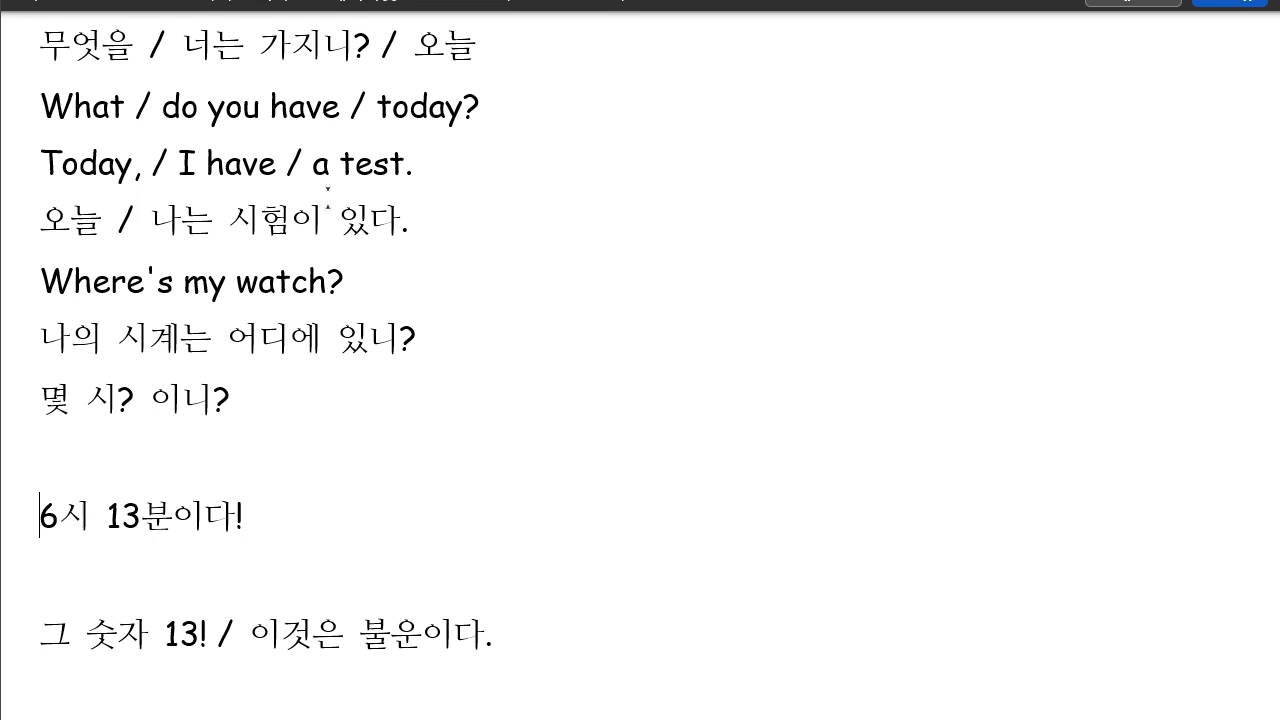 무엇을 / 너는 가지니? / 오늘
What / do you have / today?
Today, / I have / a test.
오늘 / 나는 시험이 있다.
Where's my watch?
나의 시계는 어디에 있니?
몇 시? 이니?
6시 13분이다!
그 숫자 13! / 이것은 불운이다.